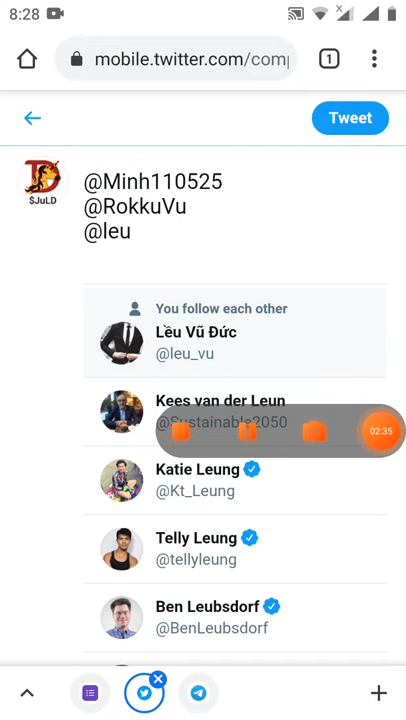 8:28
mobile.twitter.com/com
1
Tweet
$JuLD
@Minh110525
@RokkuVu
@leu
You follow each other
Lều Vũ Đức
@leu_vu
Kees van der Leun
@Sustainable2050
02:35
Katie Leung
@Kt_Leung
Telly Leung
@tellyleung
Ben Leubsdorf
@BenLeubsdorf